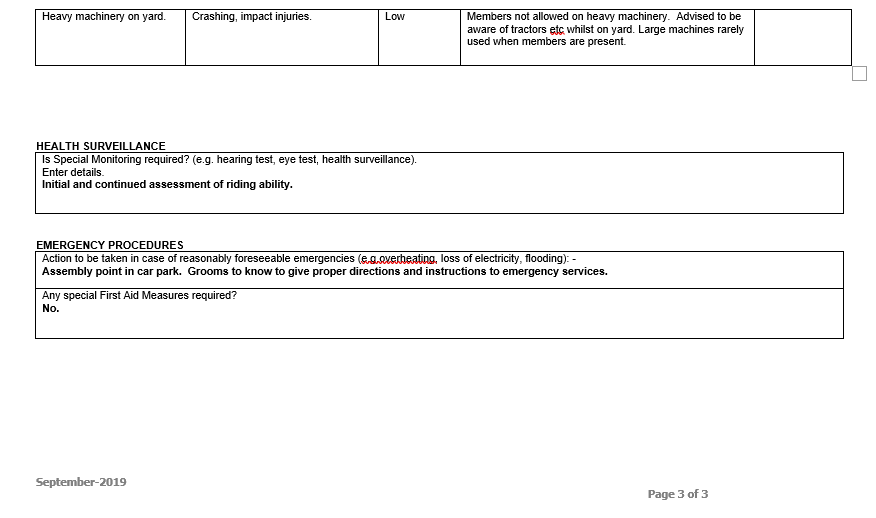 Heavy machinery on yard.
Crashing, impact injuries.
Low
Members not allowed on heavy machinery.  Advised to be
aware of tractors etc whilst on yard. Large machines rarely
used when members are present.
HEALTH SURVEILLANCE
Is Special Monitoring required? (e.g. hearing test, eye test, health surveillance).
Enter details.
Initial and continued assessment of riding ability.
EMERGENCY PROCEDURES
Action to be taken in case of reasonably foreseeable emergencies (e.g.overheating, loss of electricity, flooding): -
Assembly point in car park.  Grooms to know to give proper directions and instructions to emergency services.
Any special First Aid Measures required?
No.
September-2019
Page 3 of 3